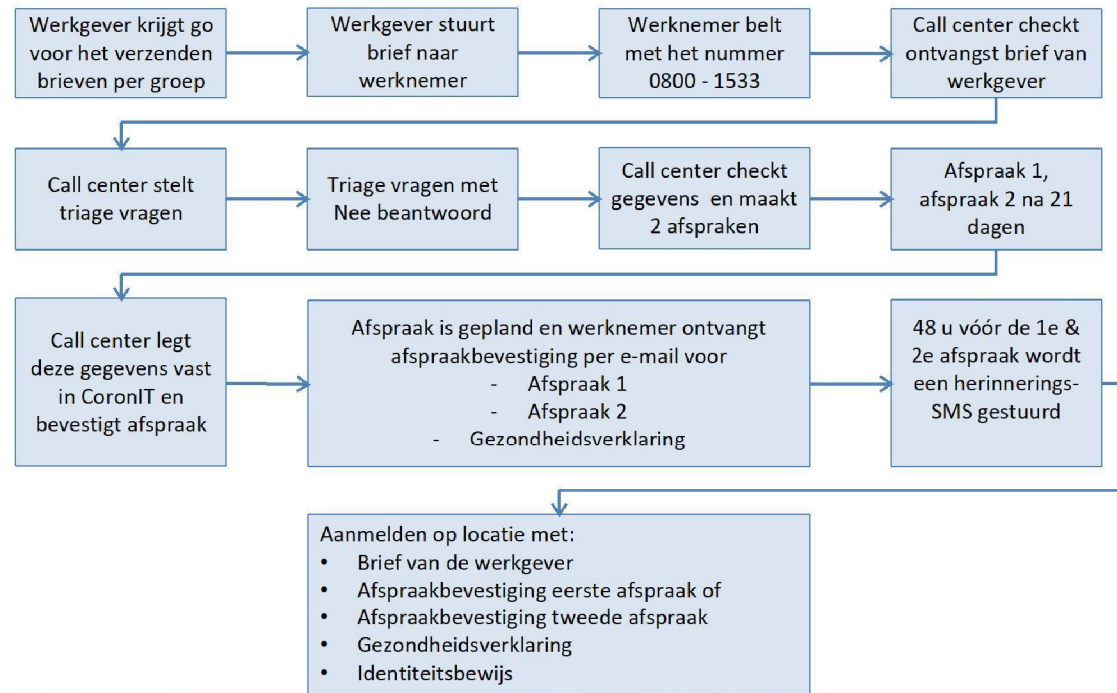 Werkgever krijgt go
voor het verzenden
brieven per groep
Werkgever stuurt
brief naar
werknemer
Werknemer belt
met het nummer
0800 - 1533
Call center checkt
ontvangst brief van
werkgever
Call center stelt
triage vragen
Triage vragen met
Nee beantwoord
Call center checkt
gegevens en maakt
2 afspraken
Afspraak 1,
afspraak 2 na 21
dagen
Call center legt
deze gegevens vast
in CoronIT en
bevestigt afspraak
Afspraak is gepland en werknemer ontvangt
afspraakbevestiging per e-mail voor
- Afspraak 1
- Afspraak 2
- Gezondheidsverklaring
48 u vóór de 1e &
2e afspraak wordt
een herinnerings-
SMS gestuurd
Aanmelden op locatie met:
• Brief van de werkgever
• Afspraakbevestiging eerste afspraak of
• Afspraakbevestiging tweede afspraak
• Gezondheidsverklaring
• Identiteitsbewijs